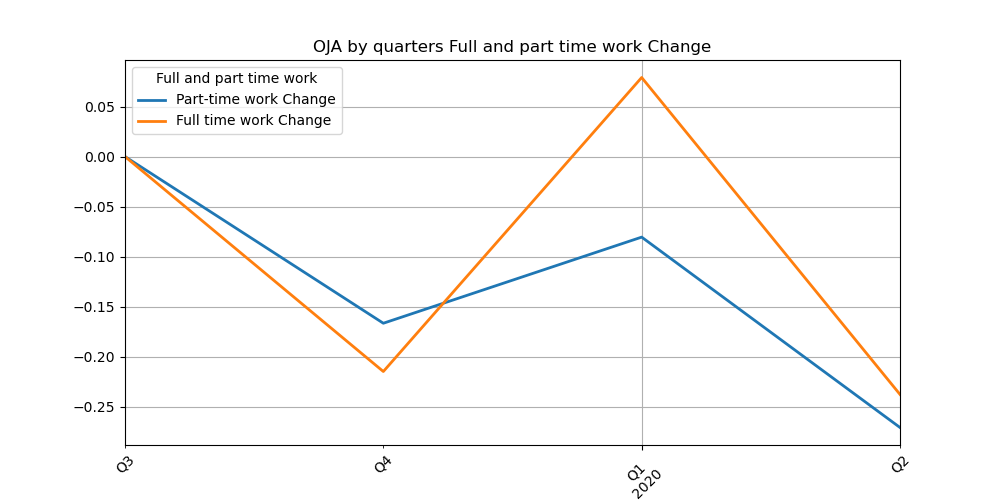 OJA by quarters Full and part time work Change
Full and part time work
Part-time work Change
Full time work Change
0.05
0.00
−0.05
−0.10
−0.15
−0.20
−0.25
Q3
Q4
Q1
2020
Q2